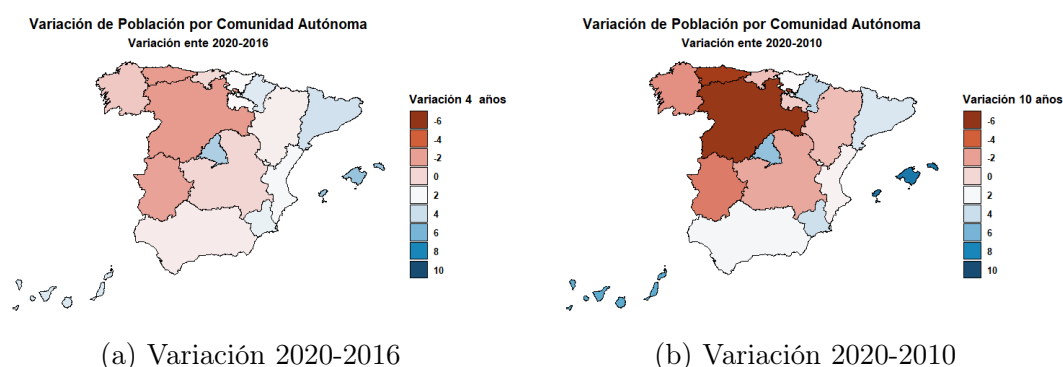 Variación de Población por Comunidad Autónoma
Variación ente 2020-2016
Variación 4 años
-6
-4
-2
0
2
4
6
8
10
(a) Variación 2020-2016
Variación de Población por Comunidad Autónoma
Variación ente 2020-2010
Variación 10 años
-6
-4
-2
0
2
4
6
8
10
(b) Variación 2020-2010